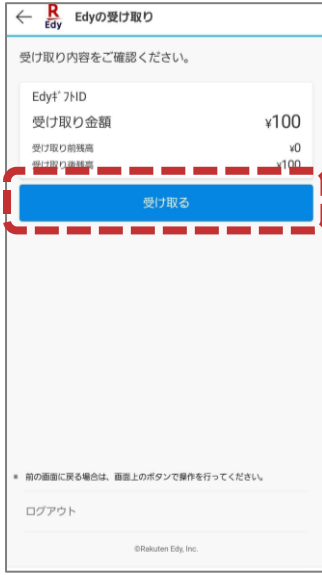 ← R Edy Edyの受け取り
受け取り内容をご確認ください。
EdyｷﾞﾌﾄID
受け取り金額 ¥100
受け取り前残高 ¥0
受け取り後残高 ¥100
受け取る
* 前の画面に戻る場合は、画面上のボタンで操作を行ってください。
ログアウト
©Rakuten Edy, Inc.